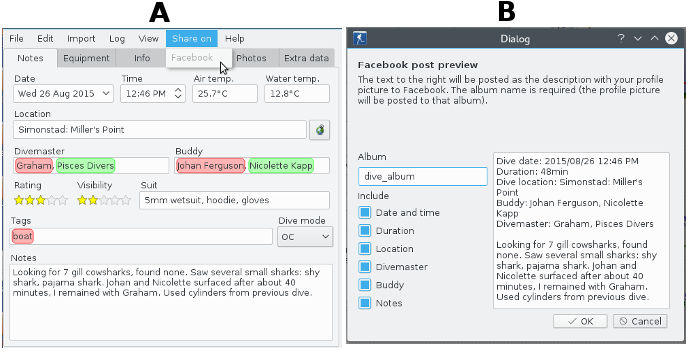 A
B
File Edit Import Log View Share on Help
Notes Equipment Info Facebook Photos Extra data
Date Time Air temp. Water temp.
Wed 26 Aug 2015 12:46 PM 25.7°C 12.8°C
Location
Simonstad: Miller's Point
Divemaster Buddy
Graham, Pisces Divers Johan Ferguson, Nicolette Kapp
Rating Visibility Suit
5mm wetsuit, hoodie, gloves
Tags Dive mode
boat OC
Notes
Looking for 7 gill cowsharks, found none. Saw several small sharks: shy
shark, pajama shark. Johan and Nicolette surfaced after about 40
minutes, I remained with Graham. Used cylinders from previous dive.
Dialog
Facebook post preview
The text to the right will be posted as the description with your profile
picture to Facebook. The album name is required (the profile picture
will be posted to that album).
Album
dive_album
Include
Date and time
Duration
Location
Divemaster
Buddy
Notes
Dive date: 2015/08/26 12:46 PM
Duration: 48min
Dive location: Simonstad: Miller's
Point
Buddy: Johan Ferguson, Nicolette
Kapp
Divemaster: Graham, Pisces Divers
Looking for 7 gill cowsharks, found
none. Saw several small sharks: shy
shark, pajama shark. Johan and
Nicolette surfaced after about 40
minutes, I remained with Graham.
Used cylinders from previous dive.
OK Cancel